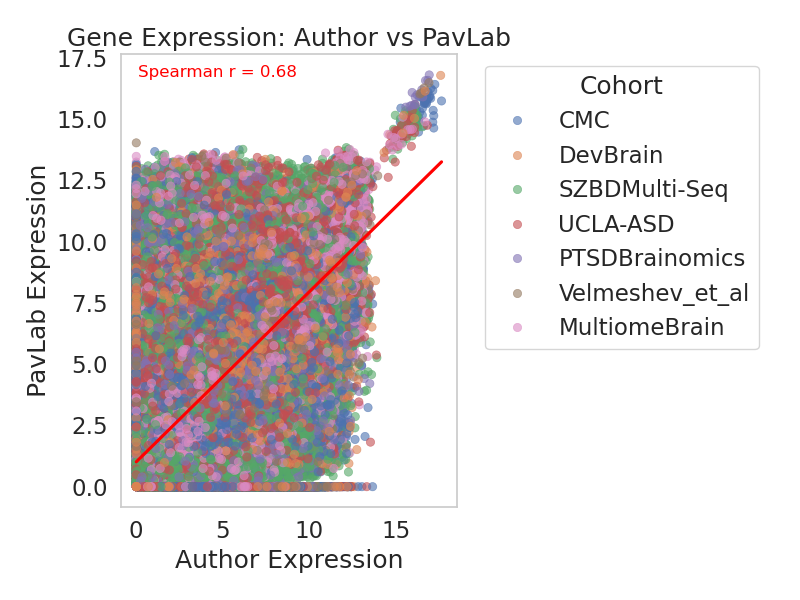 Gene Expression: Author vs PavLab
Spearman r = 0.68
17.5
15.0
12.5
10.0
7.5
5.0
2.5
0.0
PavLab Expression
0 5 10 15
Author Expression
Cohort
CMC
DevBrain
SZBDMulti-Seq
UCLA-ASD
PTSDBrainomics
Velmeshev_et_al
MultiomeBrain